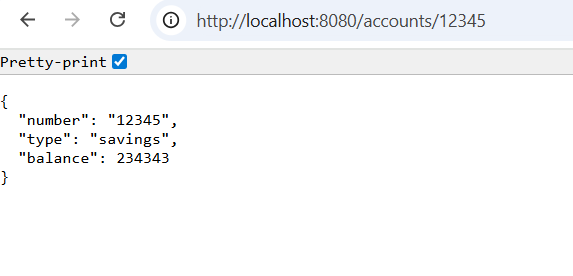 http://localhost:8080/accounts/12345
Pretty-print
{
  "number": "12345",
  "type": "savings",
  "balance": 234343
}